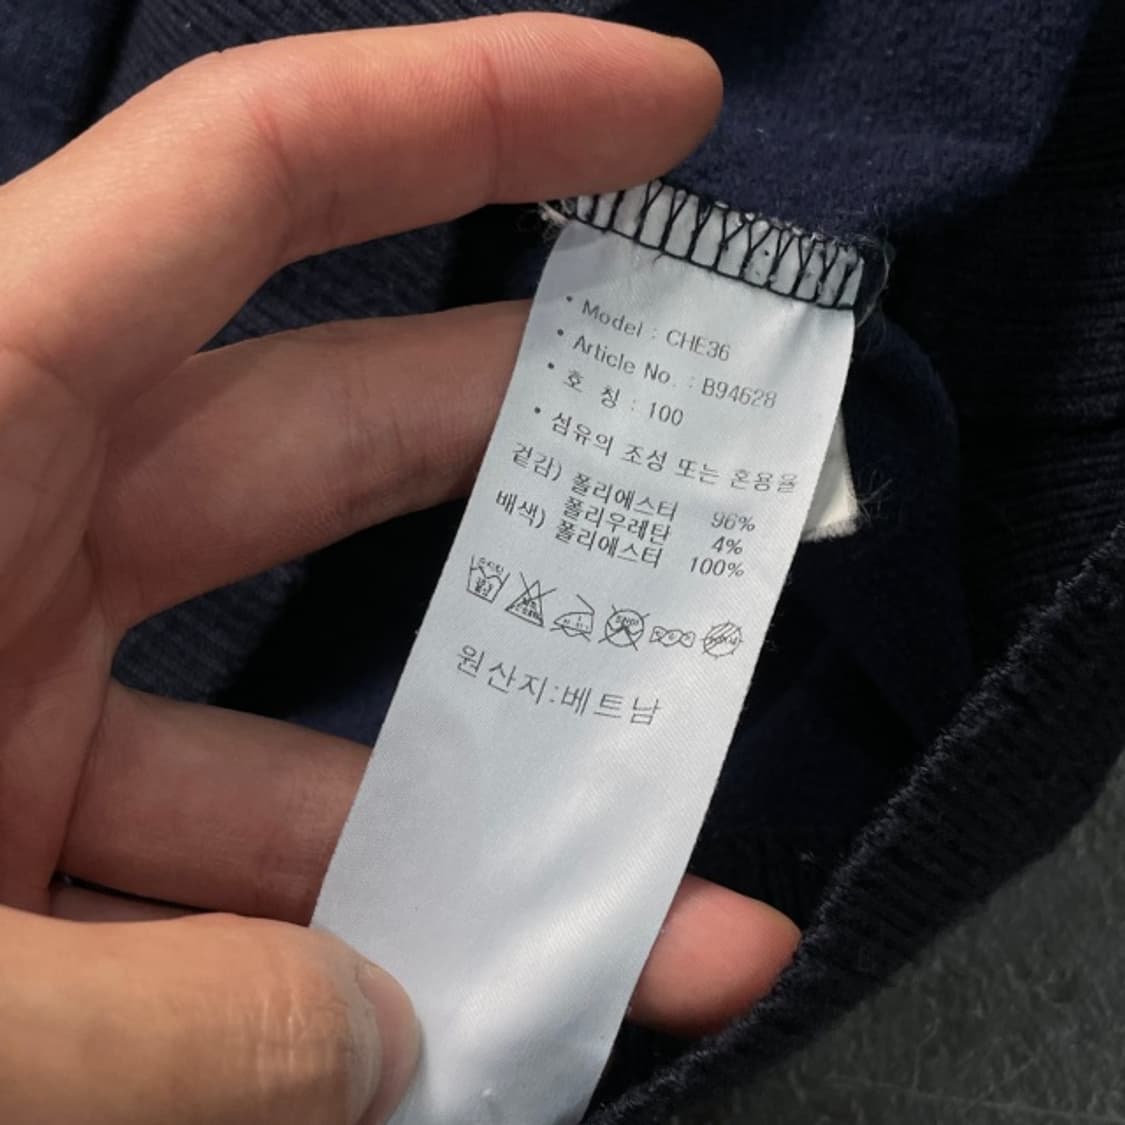 • Model : CHE36
• Article No. : B94628
• 호 칭 : 100
• 섬유의 조성 또는 혼용율
겉감) 폴리에스터 96%
폴리우레탄 4%
배색) 폴리에스터 100%
원산지:베트남